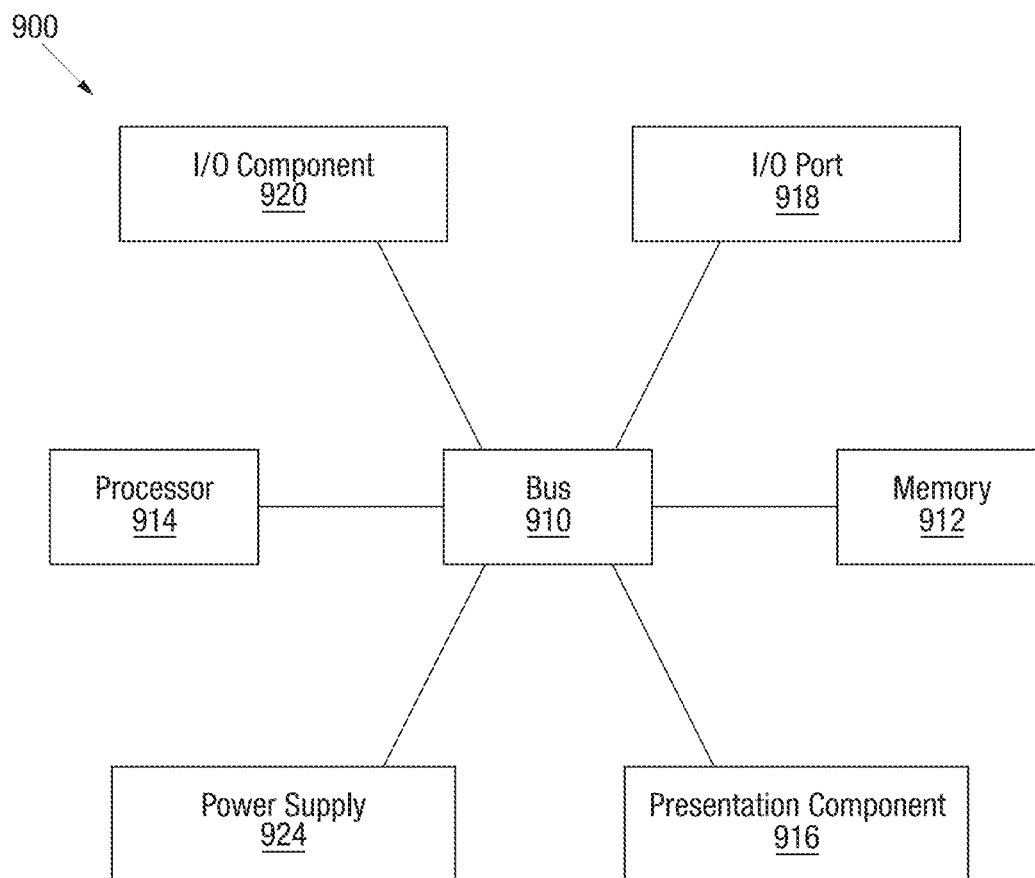 900
I/O Component
920
I/O Port
918
Processor
914
Bus
910
Memory
912
Power Supply
924
Presentation Component
916